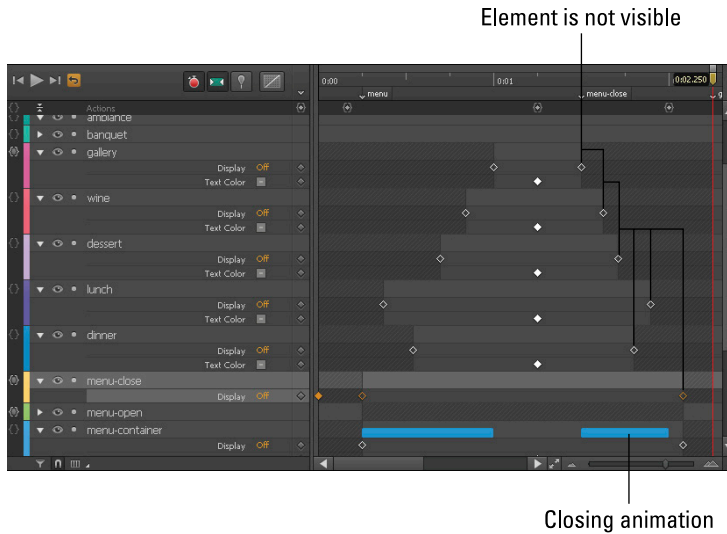 Element is not visible
0:00
0:01
0:02.250
menu
menu-close
g
Actions
ambiance
banquet
gallery
Display Off
Text Color
wine
Display Off
Text Color
dessert
Display Off
Text Color
lunch
Display Off
Text Color
dinner
Display Off
Text Color
menu-close
Display Off
menu-open
menu-container
Display Off
Closing animation